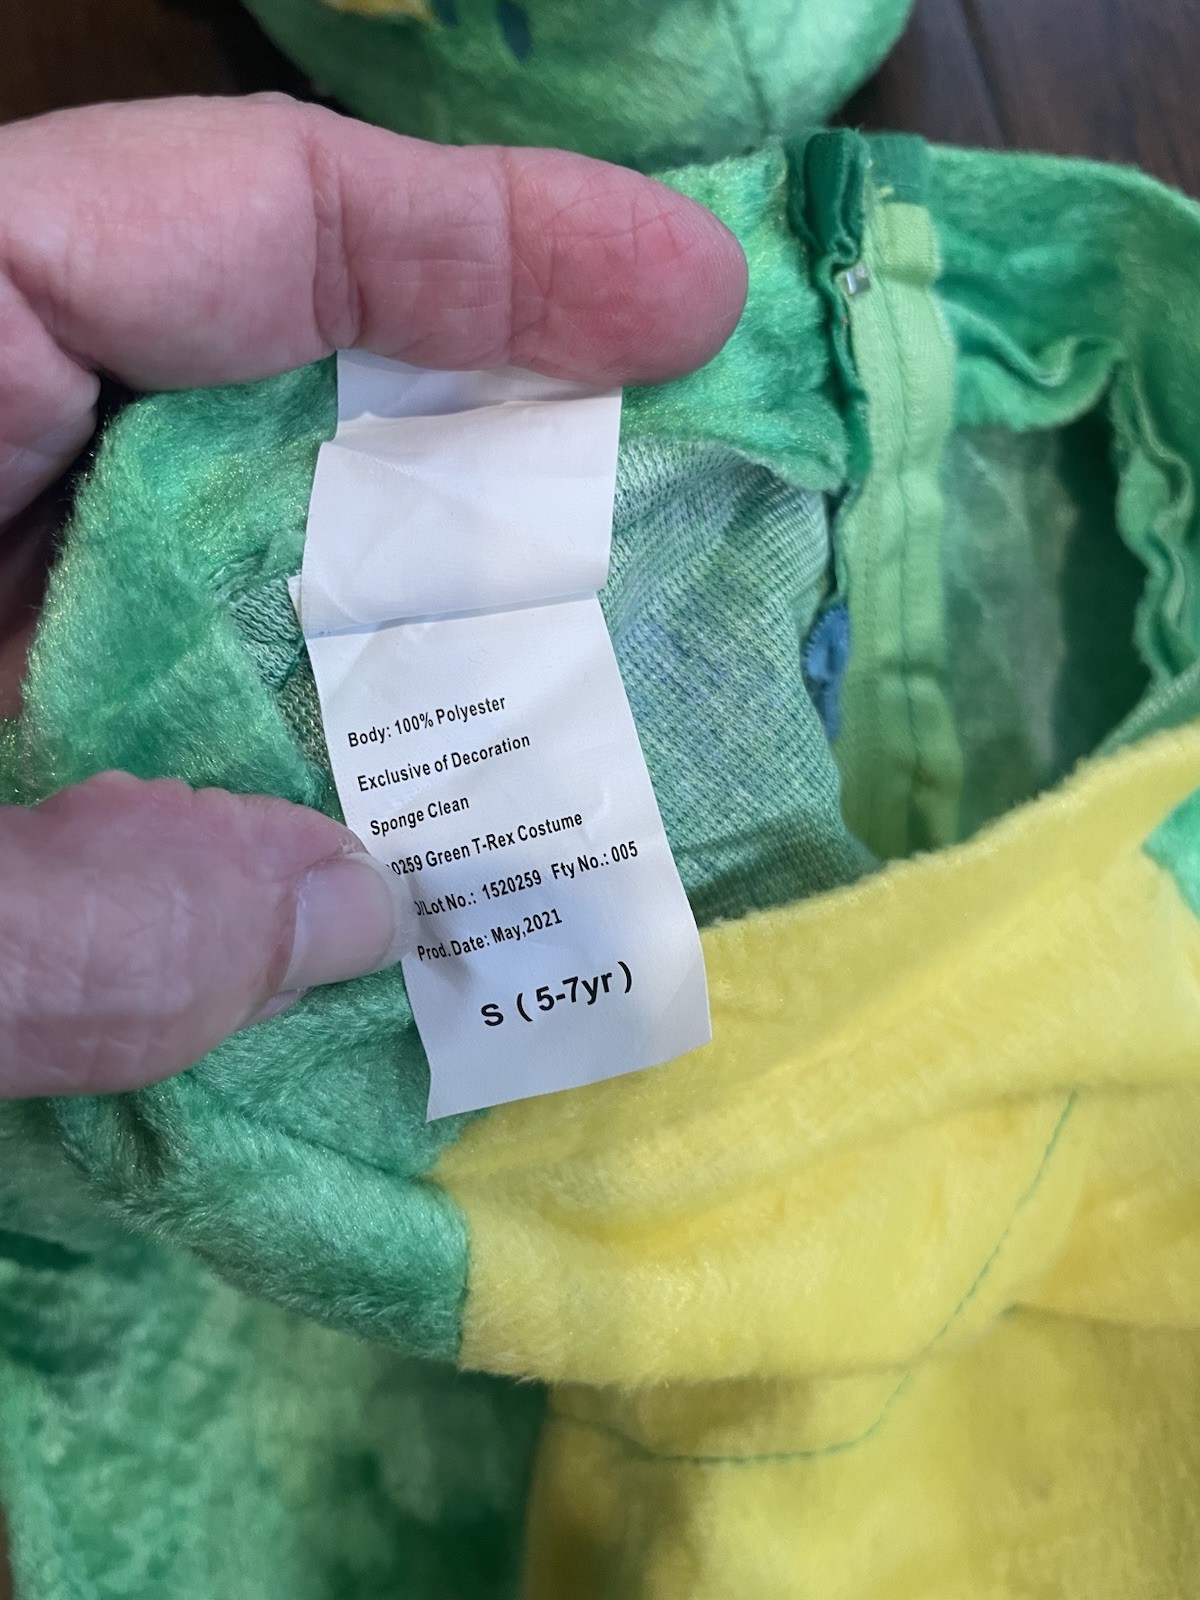 Body: 100% Polyester
Exclusive of Decoration
Sponge Clean
0259 Green T-Rex Costume
/Lot No.: 1520259 Fty No.: 005
Prod. Date: May,2021
S ( 5-7yr )